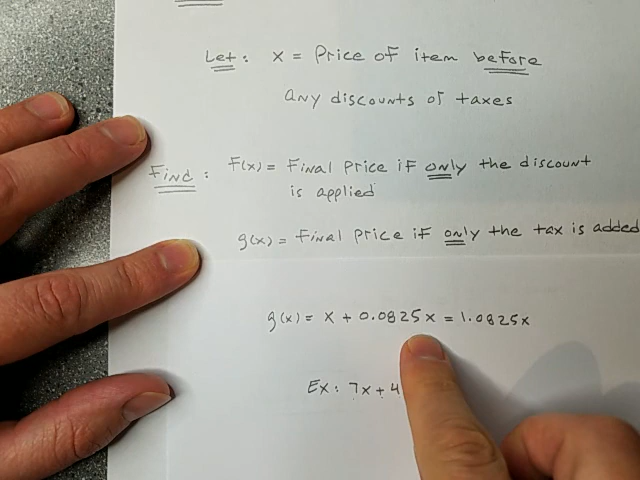 Let: x = Price of item before
any discounts or taxes
Find: F(x) = Final Price if only the discount
is applied
g(x) = Final price if only the tax is added
g(x) = x + 0.0825x = 1.0825x
Ex: 7x + 4